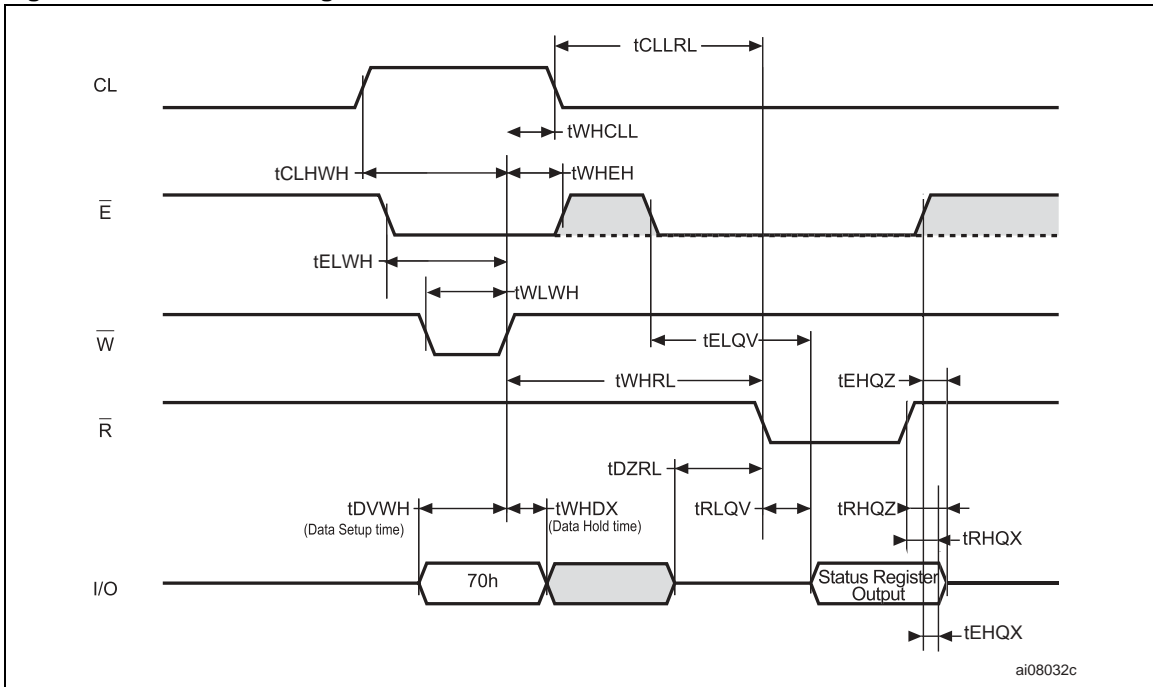 tCLLRL
CL
tWHCLL
tCLHWH
tWHEH
E
tELWH
tWLWH
W
tELQV
tWHRL
tEHQZ
R
tDZRL
tDVWH
(Data Setup time)
tWHDX
(Data Hold time)
tRLQV
tRHQZ
tRHQX
I/O
70h
Status Register
Output
tEHQX
ai08032c